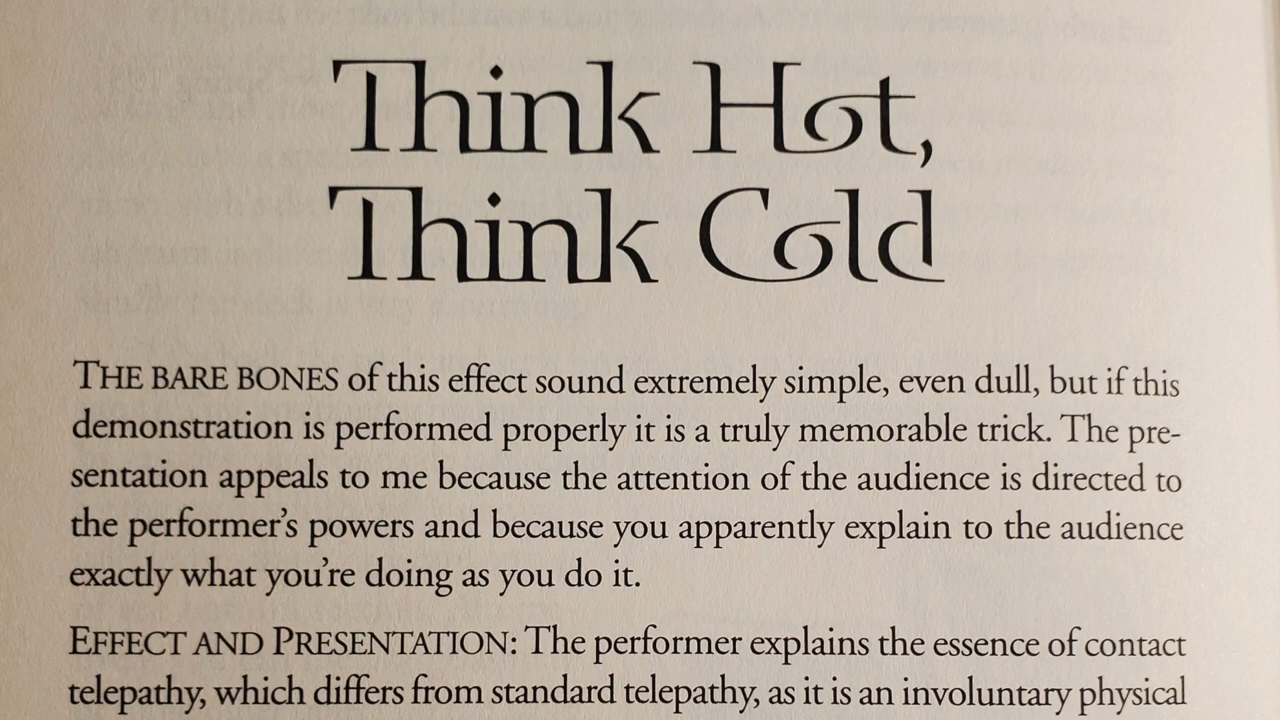 Think Hot,
Think Cold
THE BARE BONES of this effect sound extremely simple, even dull, but if this
demonstration is performed properly it is a truly memorable trick. The pre-
sentation appeals to me because the attention of the audience is directed to
the performer's powers and because you apparently explain to the audience
exactly what you're doing as you do it.
EFFECT AND PRESENTATION: The performer explains the essence of contact
telepathy, which differs from standard telepathy, as it is an involuntary physical